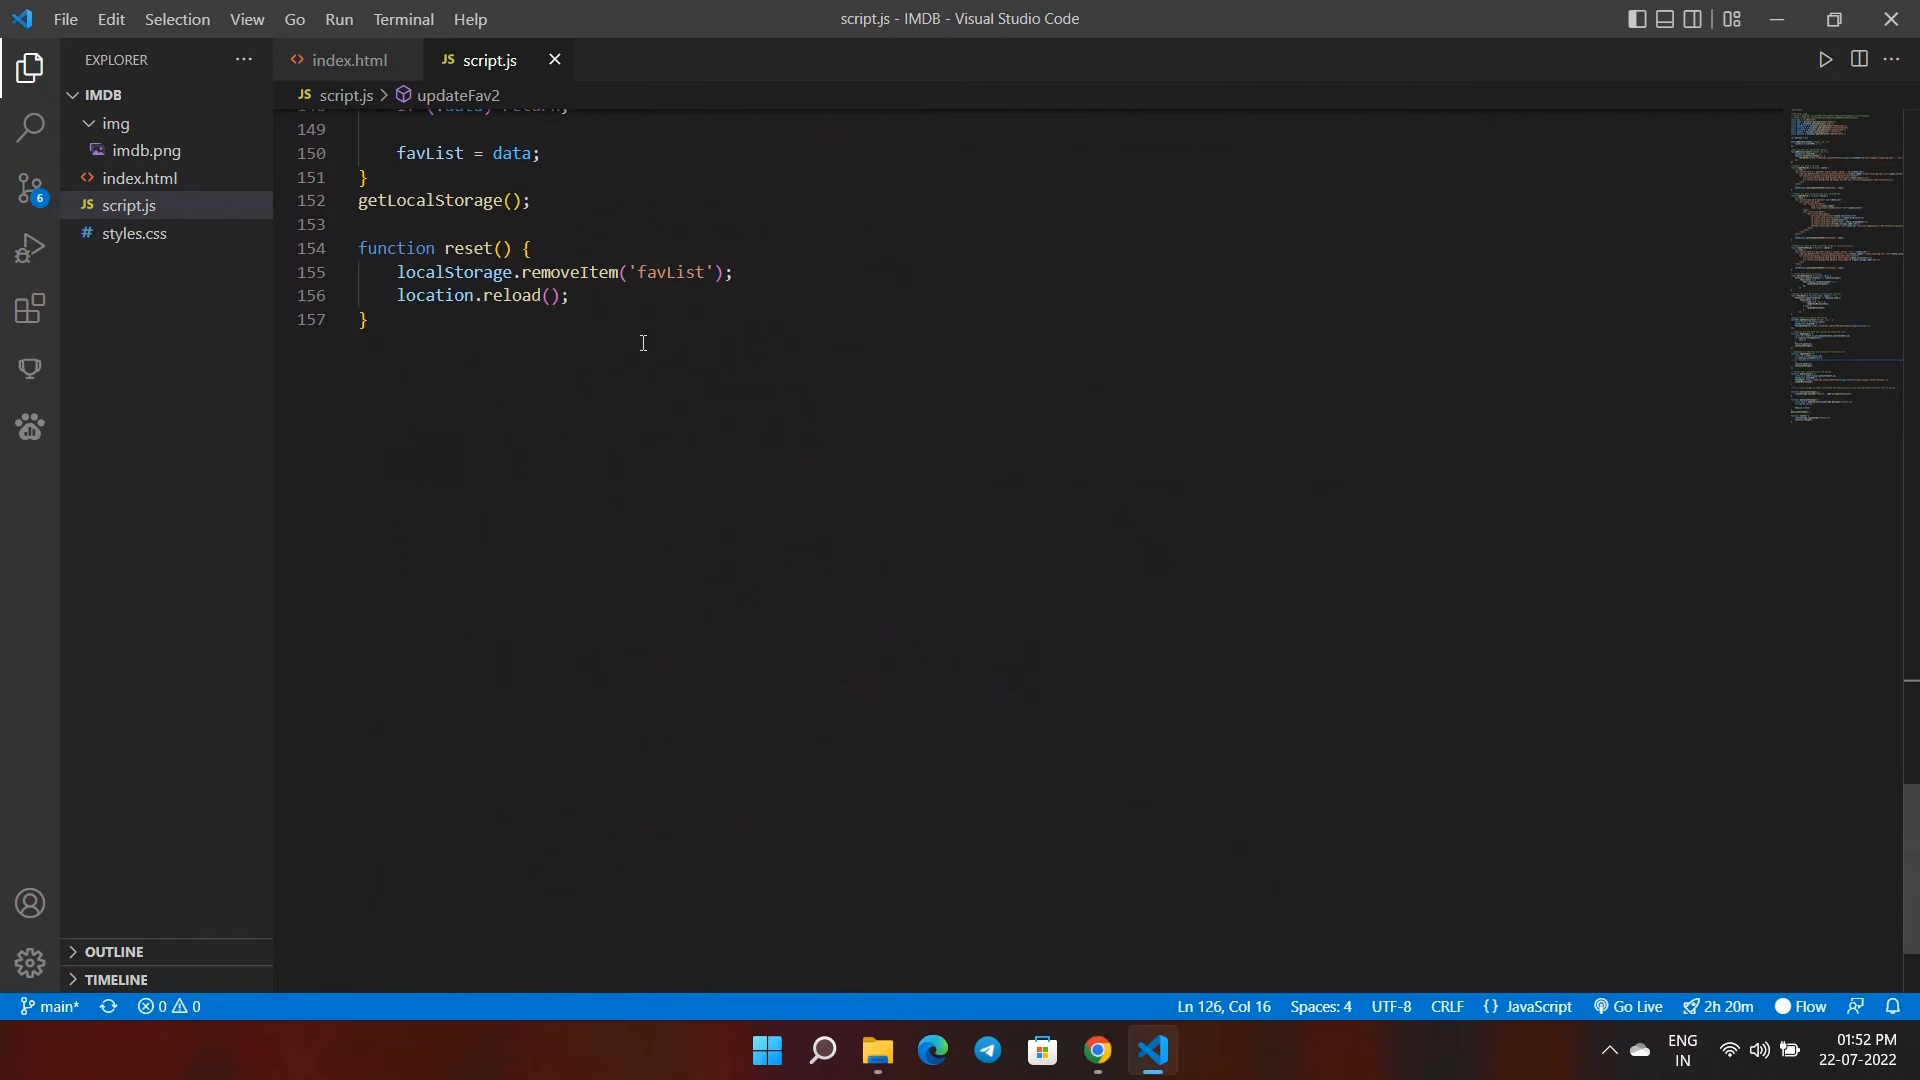 File Edit Selection View Go Run Terminal Help
script.js - IMDB - Visual Studio Code
EXPLORER
IMDB
img
imdb.png
index.html
JS script.js
# styles.css
OUTLINE
TIMELINE
6
<> index.html
JS script.js
JS script.js > updateFav2
149
150 favList = data;
151 }
152 getLocalStorage();
153
154 function reset() {
155 localStorage.removeItem('favList');
156 location.reload();
157 }
main*
0 0
Ln 126, Col 16
Spaces: 4
UTF-8
CRLF
{} JavaScript
Go Live
2h 20m
Flow
ENG
IN
01:52 PM
22-07-2022